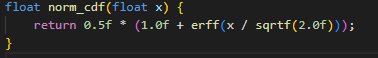 float norm_cdf(float x) {
    return 0.5f * (1.0f + erff(x / sqrtf(2.0f)));
}